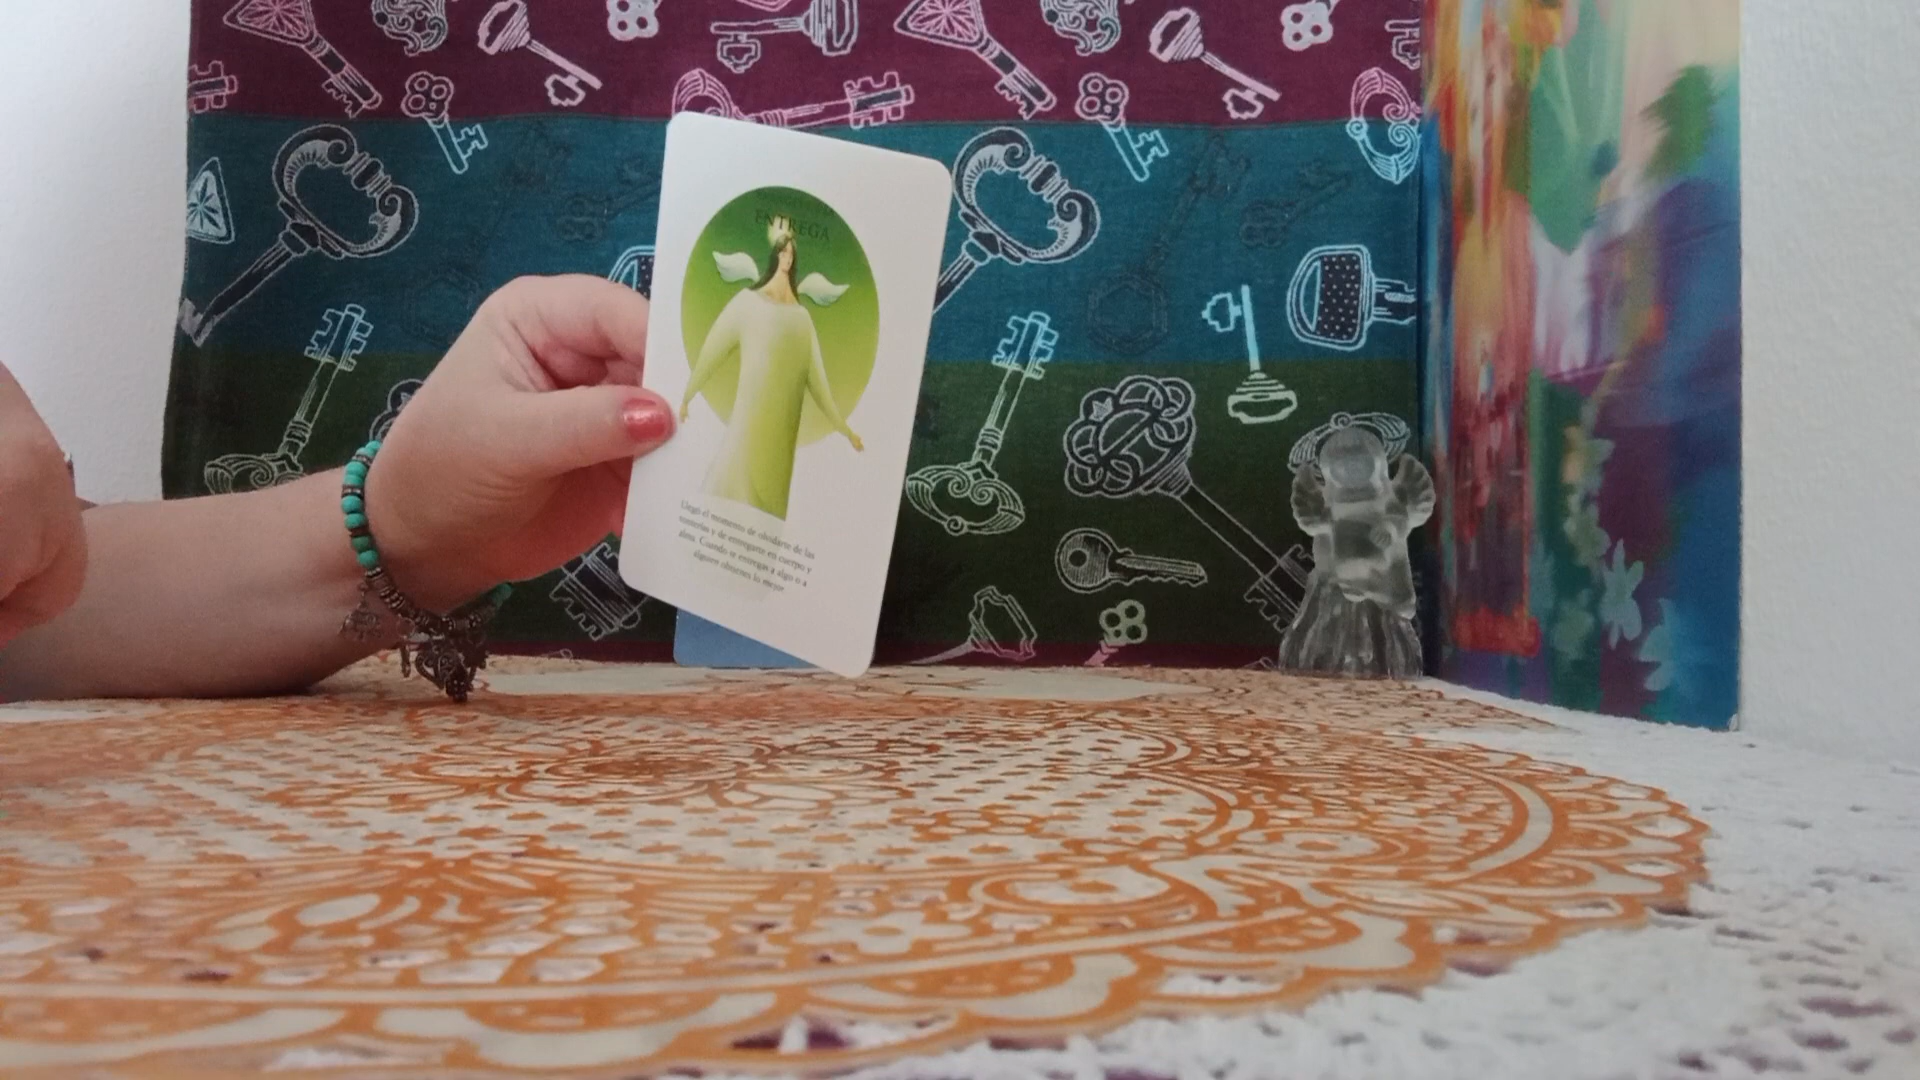 ENTREGA
Llegó el momento de olvidarte de las
tonterías y de entregarte en cuerpo y
alma. Cuando te entregas a algo o a
alguien obtienes lo mejor